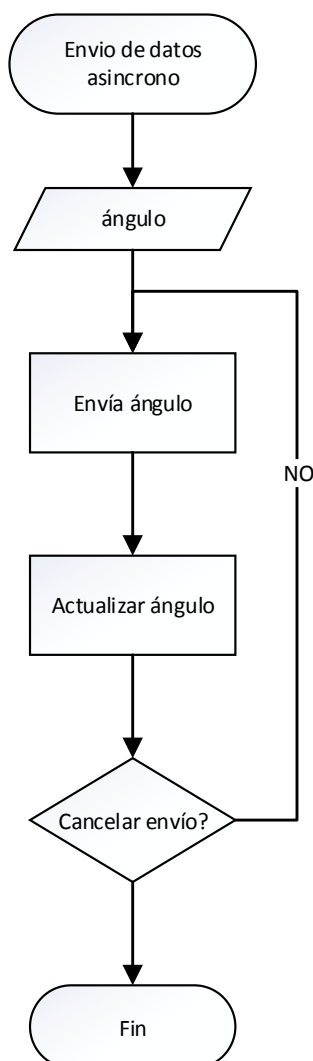 Envio de datos
asincrono
ángulo
Envía ángulo
NO
Actualizar ángulo
Cancelar envío?
Fin